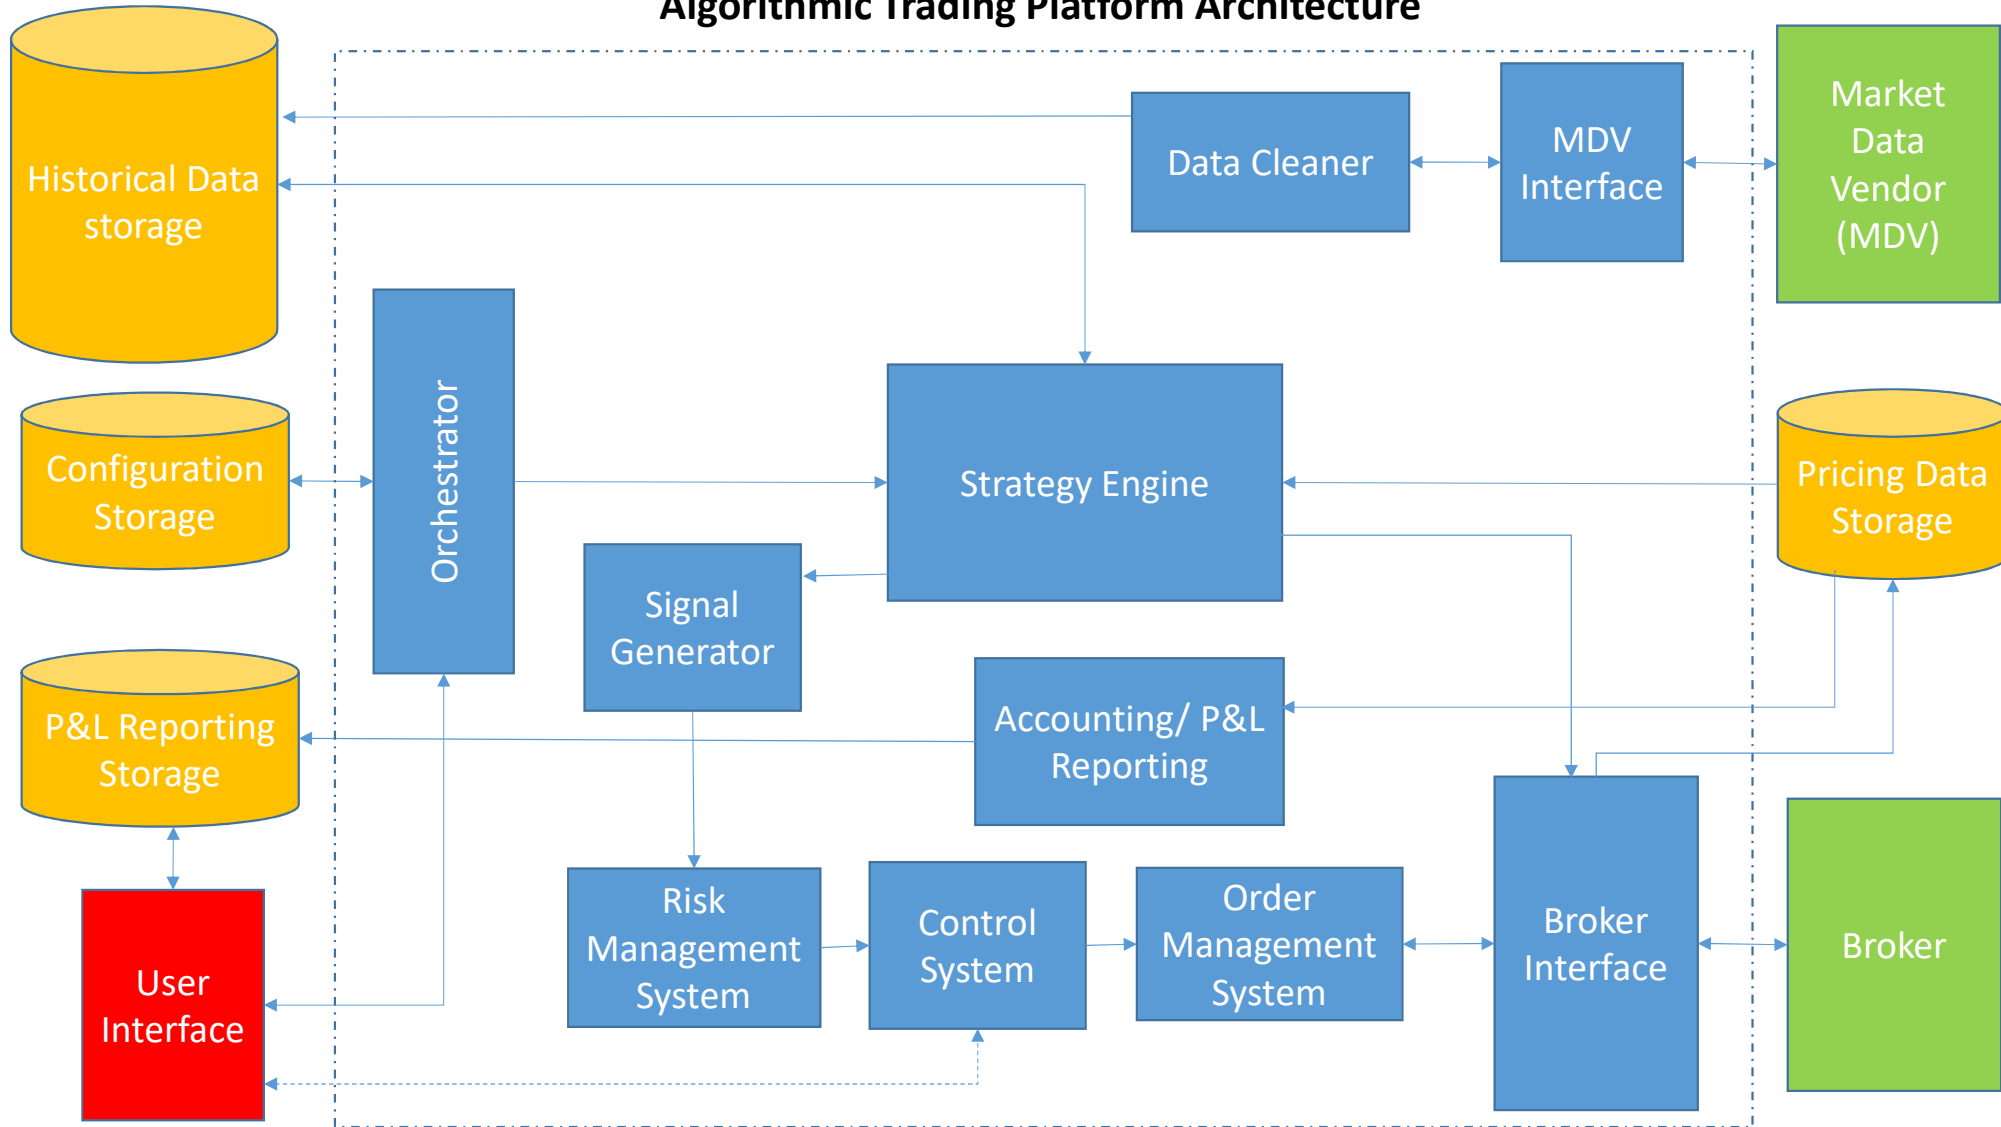 Algorithmic Trading Platform Architecture
Historical Data
storage
Data Cleaner
MDV
Interface
Market
Data
Vendor
(MDV)
Orchestrator
Configuration
Storage
Strategy Engine
Pricing Data
Storage
Signal
Generator
P&L Reporting
Storage
Accounting/ P&L
Reporting
User
Interface
Risk
Management
System
Control
System
Order
Management
System
Broker
Interface
Broker